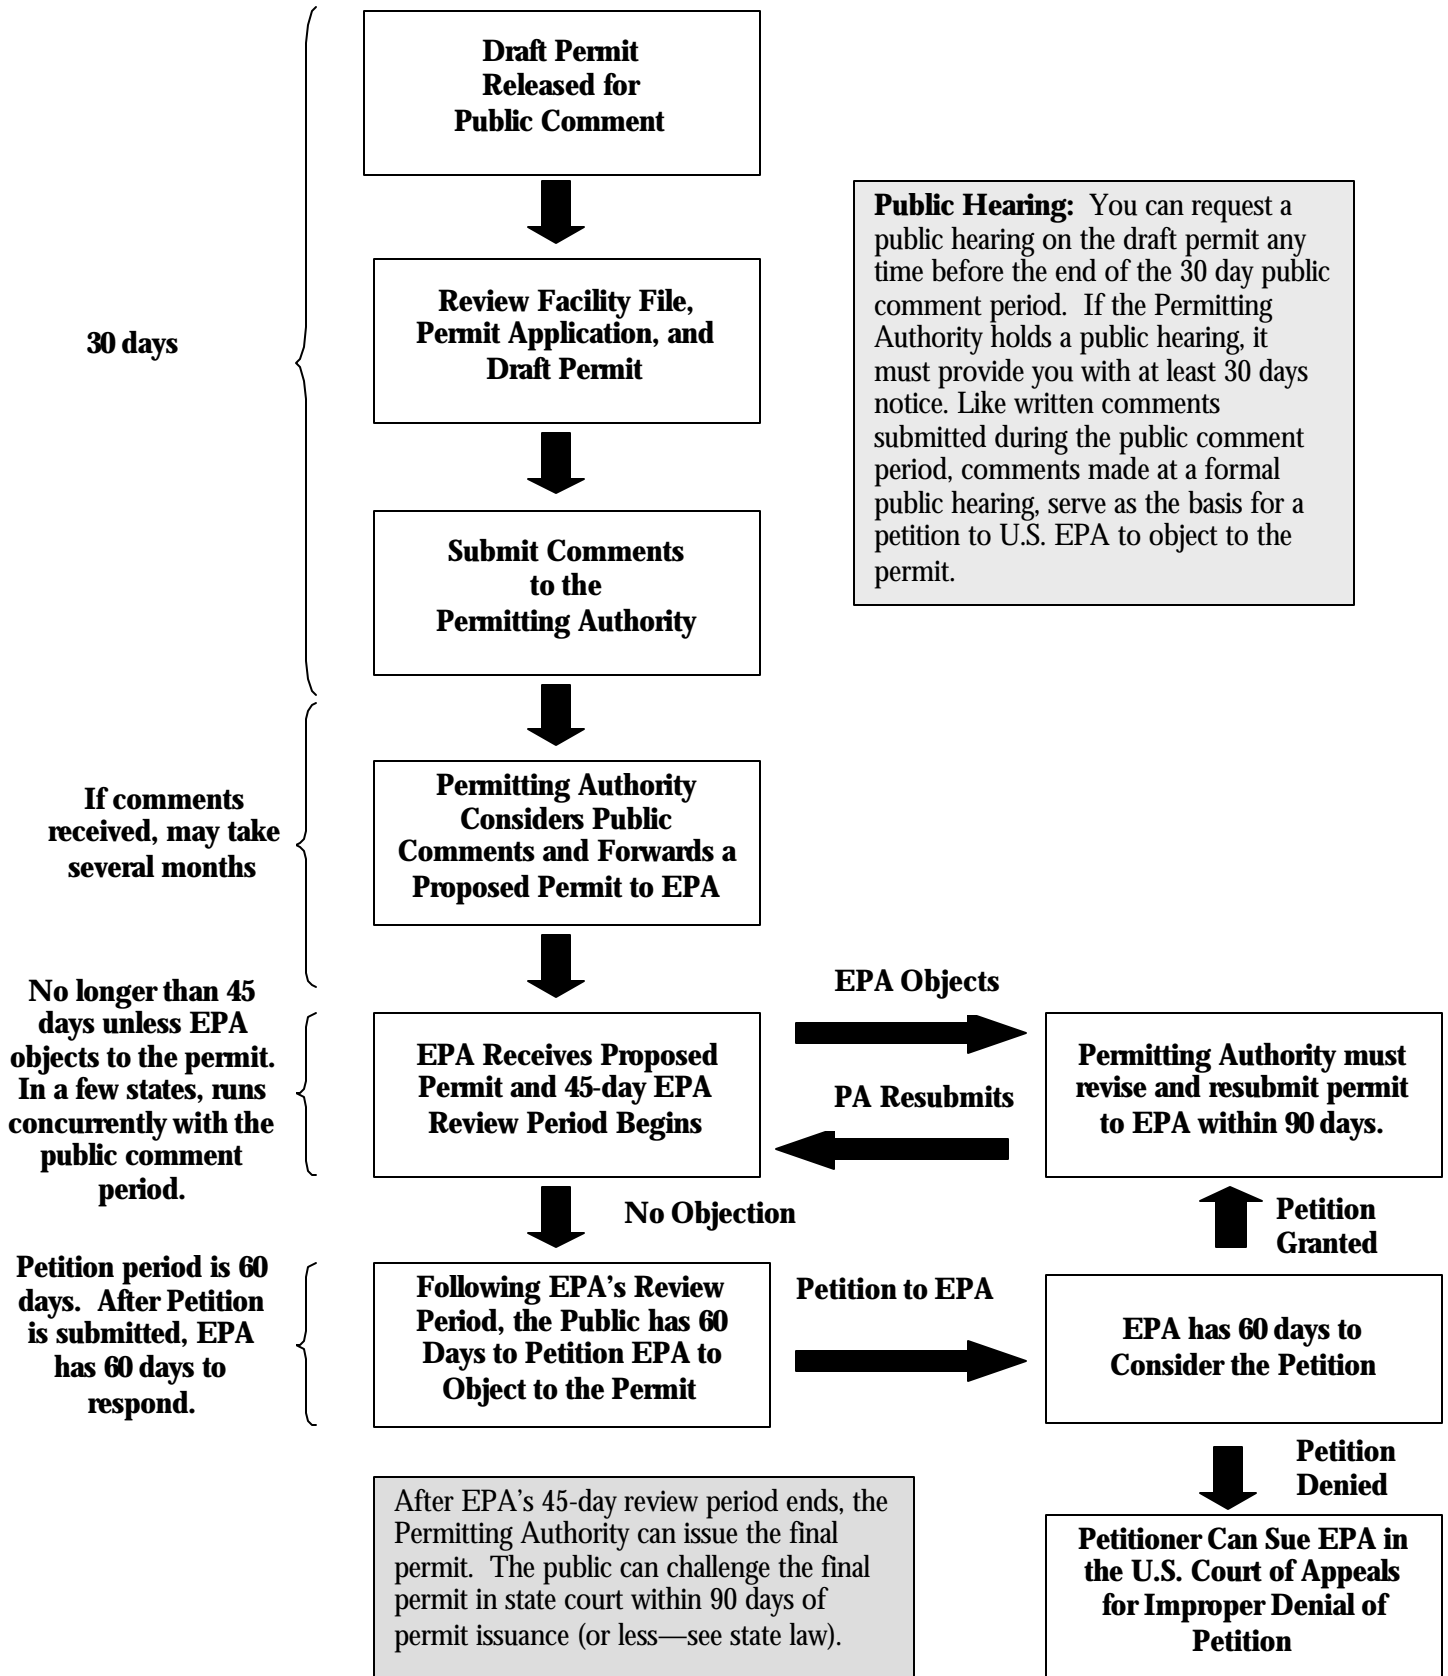 Draft Permit
Released for
Public Comment
Public Hearing: You can request a
public hearing on the draft permit any
time before the end of the 30 day public
comment period. If the Permitting
Authority holds a public hearing, it
must provide you with at least 30 days
notice. Like written comments
submitted during the public comment
period, comments made at a formal
public hearing, serve as the basis for a
petition to U.S. EPA to object to the
permit.
30 days
Review Facility File,
Permit Application, and
Draft Permit
Submit Comments
to the
Permitting Authority
If comments
received, may take
several months
Permitting Authority
Considers Public
Comments and Forwards a
Proposed Permit to EPA
No longer than 45
days unless EPA
objects to the permit.
In a few states, runs
concurrently with the
public comment
period.
EPA Receives Proposed
Permit and 45-day EPA
Review Period Begins
EPA Objects
PA Resubmits
Permitting Authority must
revise and resubmit permit
to EPA within 90 days.
No Objection
Petition
Granted
Petition period is 60
days. After Petition
is submitted, EPA
has 60 days to
respond.
Following EPA's Review
Period, the Public has 60
Days to Petition EPA to
Object to the Permit
Petition to EPA
EPA has 60 days to
Consider the Petition
Petition
Denied
After EPA's 45-day review period ends, the
Permitting Authority can issue the final
permit. The public can challenge the final
permit in state court within 90 days of
permit issuance (or less—see state law).
Petitioner Can Sue EPA in
the U.S. Court of Appeals
for Improper Denial of
Petition